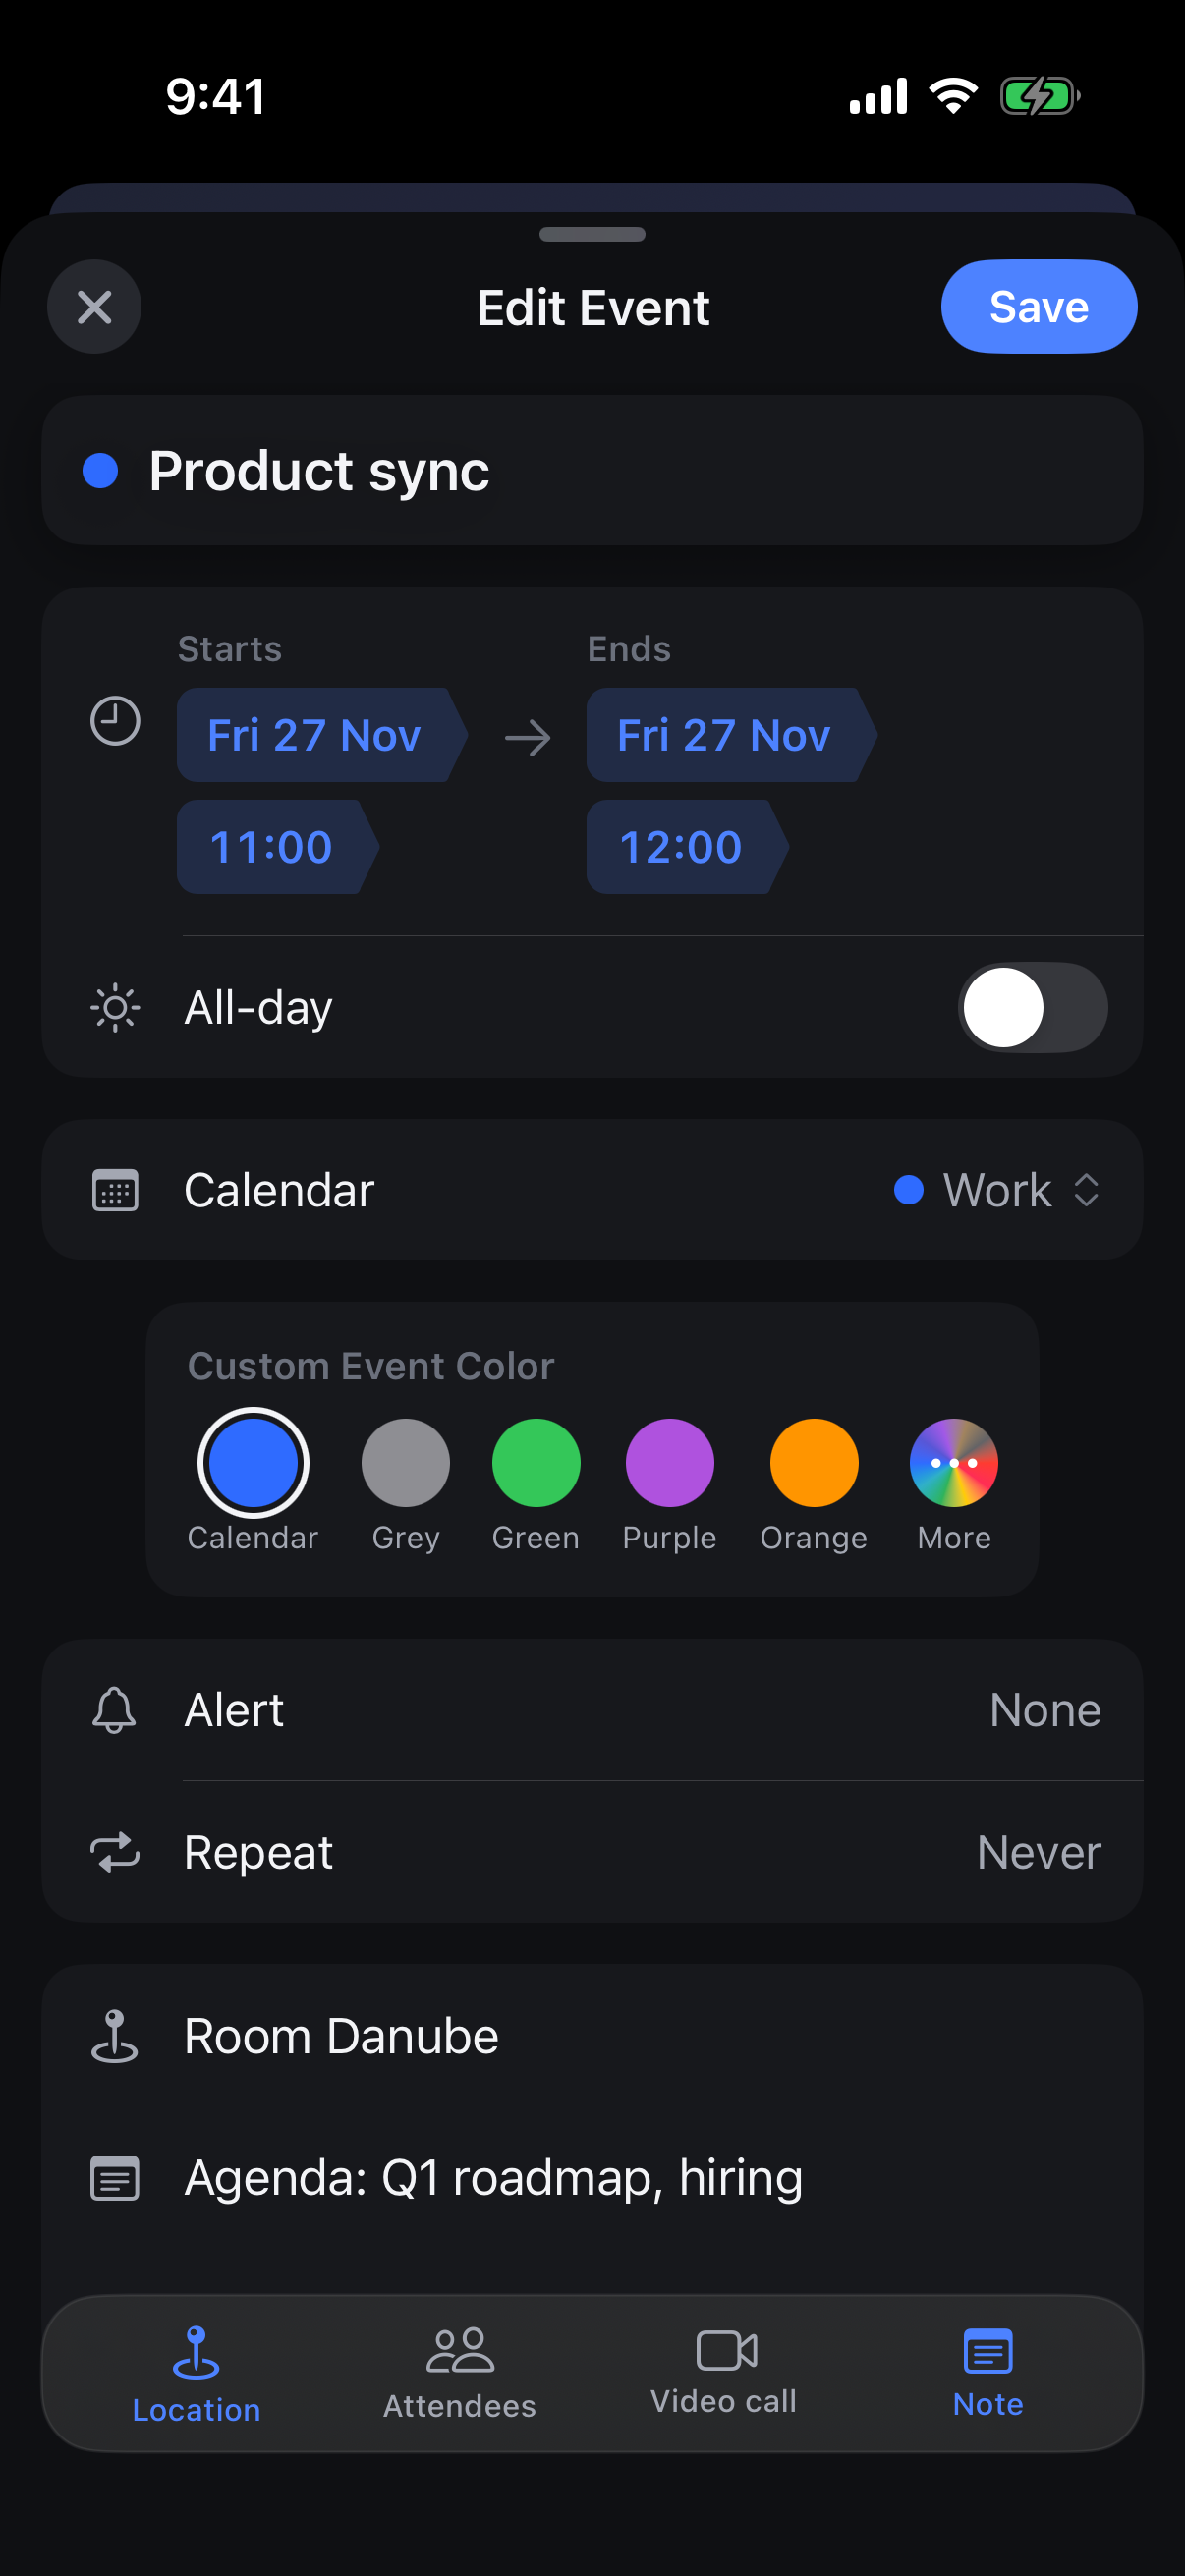 9:41
Edit Event
Save
Product sync
Starts
Ends
Fri 27 Nov
Fri 27 Nov
11:00
12:00
All-day
Calendar
Work
Custom Event Color
Calendar
Grey
Green
Purple
Orange
More
Alert
None
Repeat
Never
Room Danube
Agenda: Q1 roadmap, hiring
Location
Attendees
Video call
Note